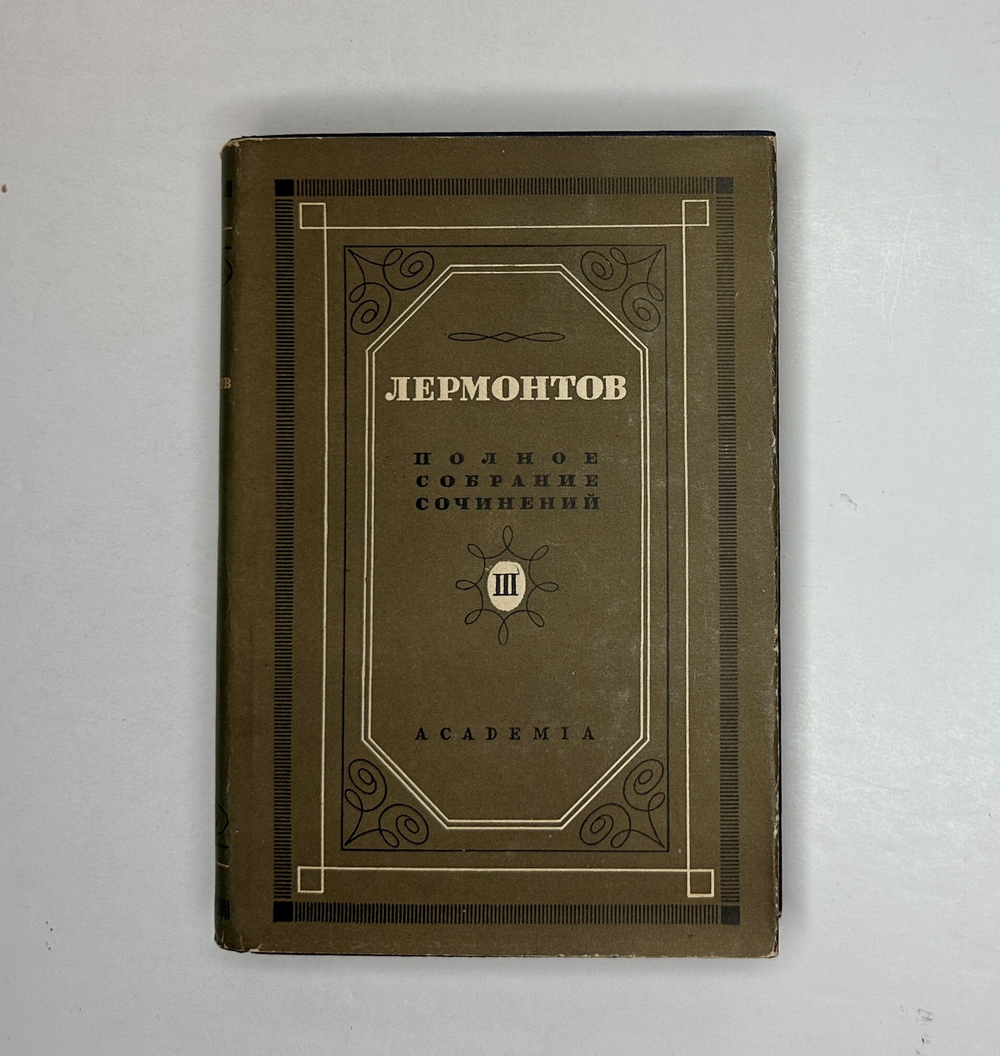 ЛЕРМОНТОВ
ПОЛНОЕ
СОБРАНИЕ
СОЧИНЕНИЙ
III
ACADEMIA